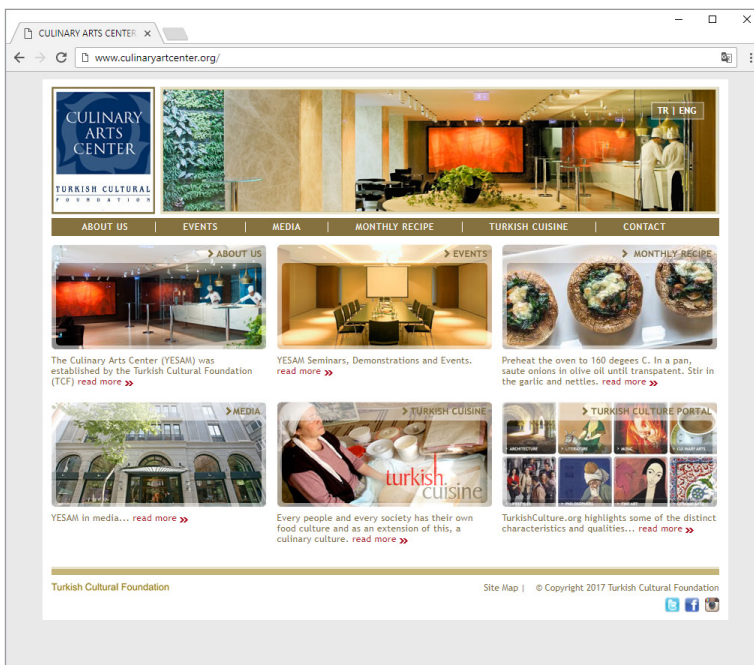 CULINARY ARTS CENTER
www.culinaryartcenter.org/
CULINARY
ARTS
CENTER
TURKISH CULTURAL
FOUNDATION
TR | ENG
ABOUT US | EVENTS | MEDIA | MONTHLY RECIPE | TURKISH CUISINE | CONTACT
ABOUT US
The Culinary Arts Center (YESAM) was
established by the Turkish Cultural Foundation
(TCF) read more
EVENTS
YESAM Seminars, Demonstrations and Events.
read more
MONTHLY RECIPE
Preheat the oven to 160 degees C. In a pan,
saute onions in olive oil until transpatent. Stir in
the garlic and nettles. read more
MEDIA
YESAM in media... read more
TURKISH CUISINE
turkish
cuisine
Every people and every society has their own
food culture and as an extension of this, a
culinary culture. read more
TURKISH CULTURE PORTAL
ARCHITECTURE
LITERATURE
MUSIC
CULINARY ARTS
TurkishCulture.org highlights some of the distinct
characteristics and qualities... read more
Turkish Cultural Foundation
Site Map | © Copyright 2017 Turkish Cultural Foundation